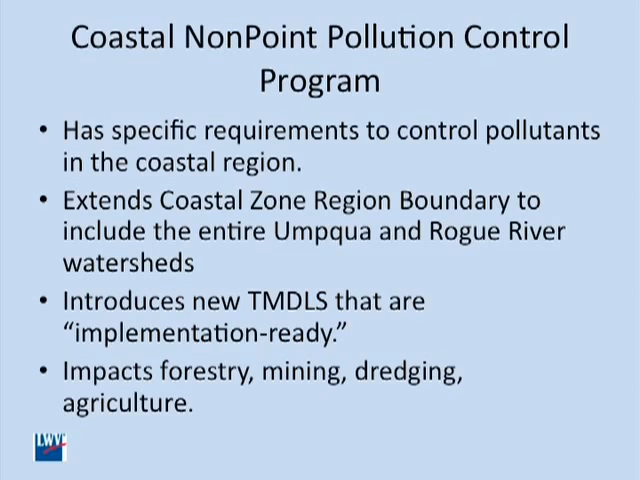 Coastal NonPoint Pollution Control
Program
• Has specific requirements to control pollutants
in the coastal region.
• Extends Coastal Zone Region Boundary to
include the entire Umpqua and Rogue River
watersheds
• Introduces new TMDLS that are
“implementation-ready.”
• Impacts forestry, mining, dredging,
agriculture.
LWV